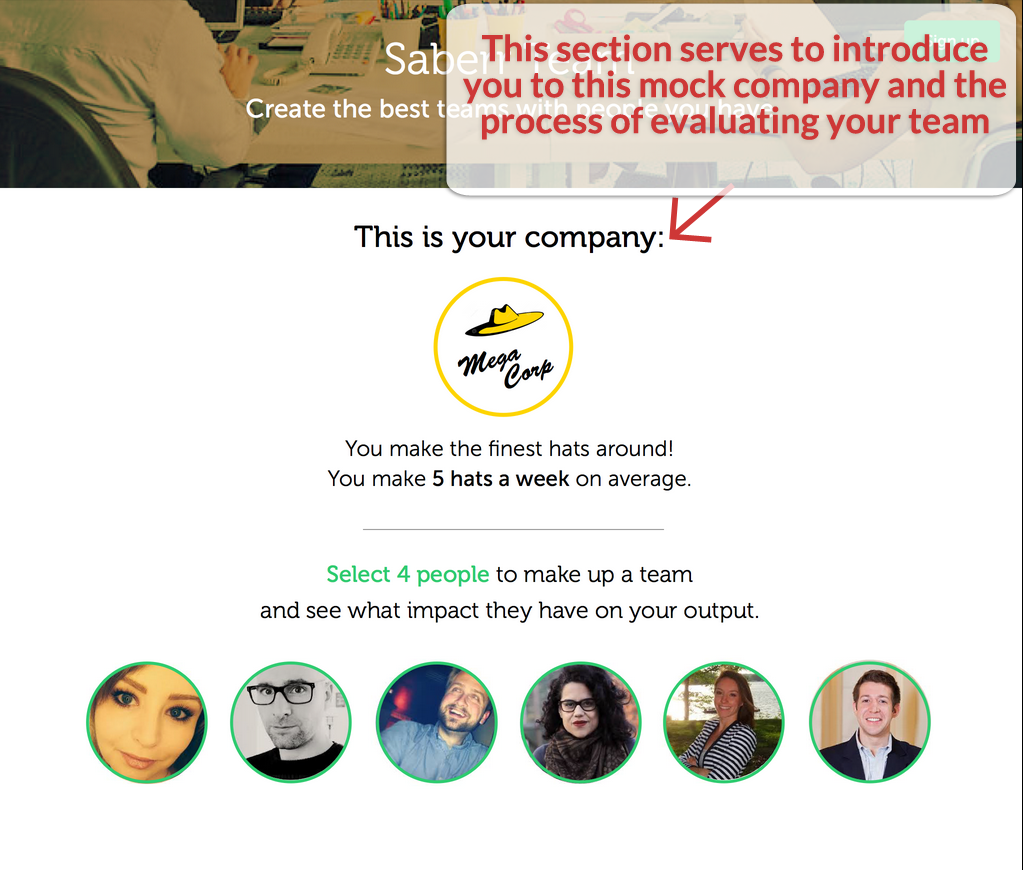 Saberr Team
Create the best teams with people you have
Sign up
This section serves to introduce
you to this mock company and the
process of evaluating your team
This is your company:
Mega
Corp
You make the finest hats around!
You make 5 hats a week on average.
Select 4 people to make up a team
and see what impact they have on your output.